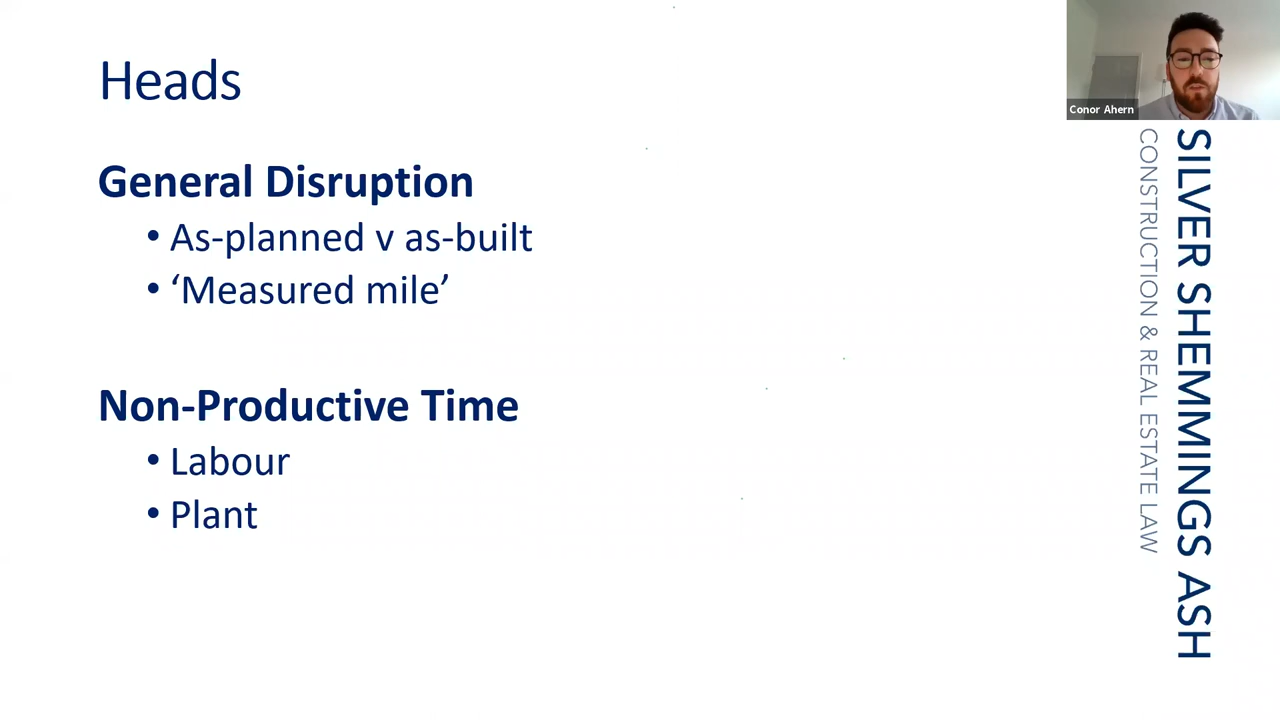 Heads
General Disruption
• As-planned v as-built
• ‘Measured mile’
Non-Productive Time
• Labour
• Plant
Conor Ahern
SILVER SHEMMINGS ASH
CONSTRUCTION & REAL ESTATE LAW